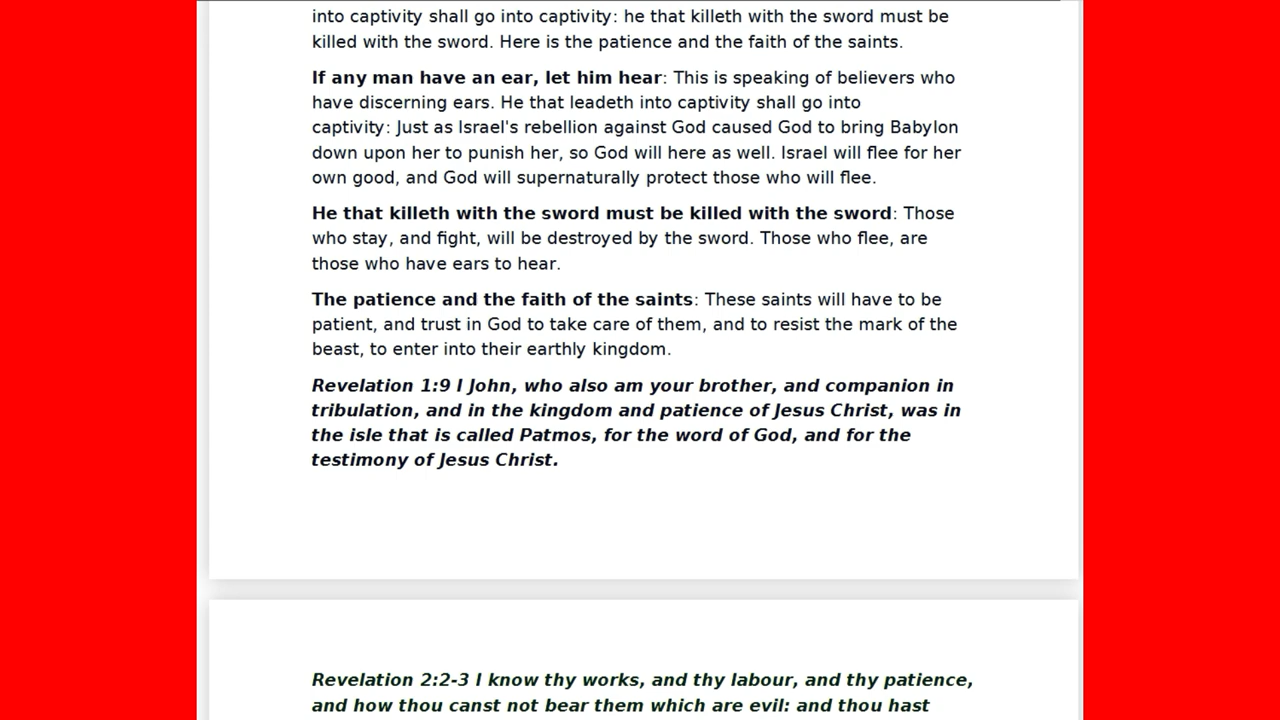 into captivity shall go into captivity: he that killeth with the sword must be
killed with the sword. Here is the patience and the faith of the saints.
If any man have an ear, let him hear: This is speaking of believers who
have discerning ears. He that leadeth into captivity shall go into
captivity: Just as Israel's rebellion against God caused God to bring Babylon
down upon her to punish her, so God will here as well. Israel will flee for her
own good, and God will supernaturally protect those who will flee.
He that killeth with the sword must be killed with the sword: Those
who stay, and fight, will be destroyed by the sword. Those who flee, are
those who have ears to hear.
The patience and the faith of the saints: These saints will have to be
patient, and trust in God to take care of them, and to resist the mark of the
beast, to enter into their earthly kingdom.
Revelation 1:9 I John, who also am your brother, and companion in
tribulation, and in the kingdom and patience of Jesus Christ, was in
the isle that is called Patmos, for the word of God, and for the
testimony of Jesus Christ.
Revelation 2:2-3 I know thy works, and thy labour, and thy patience,
and how thou canst not bear them which are evil: and thou hast